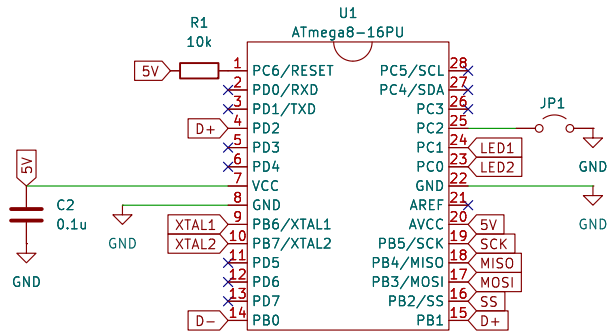 U1
ATmega8-16PU
R1
10k
5V
1 PC6/RESET
2 PD0/RXD
3 PD1/TXD
D+ 4 PD2
5 PD3
6 PD4
7 VCC
8 GND
XTAL1 9 PB6/XTAL1
XTAL2 10 PB7/XTAL2
11 PD5
12 PD6
13 PD7
D- 14 PB0
PC5/SCL 28
PC4/SDA 27
PC3 26
PC2 25
PC1 24 LED1
PC0 23 LED2
GND 22
AREF 21
AVCC 20 5V
PB5/SCK 19 SCK
PB4/MISO 18 MISO
PB3/MOSI 17 MOSI
PB2/SS 16 SS
PB1 15 D+
5V
C2
0.1u
GND
GND
JP1
GND
GND